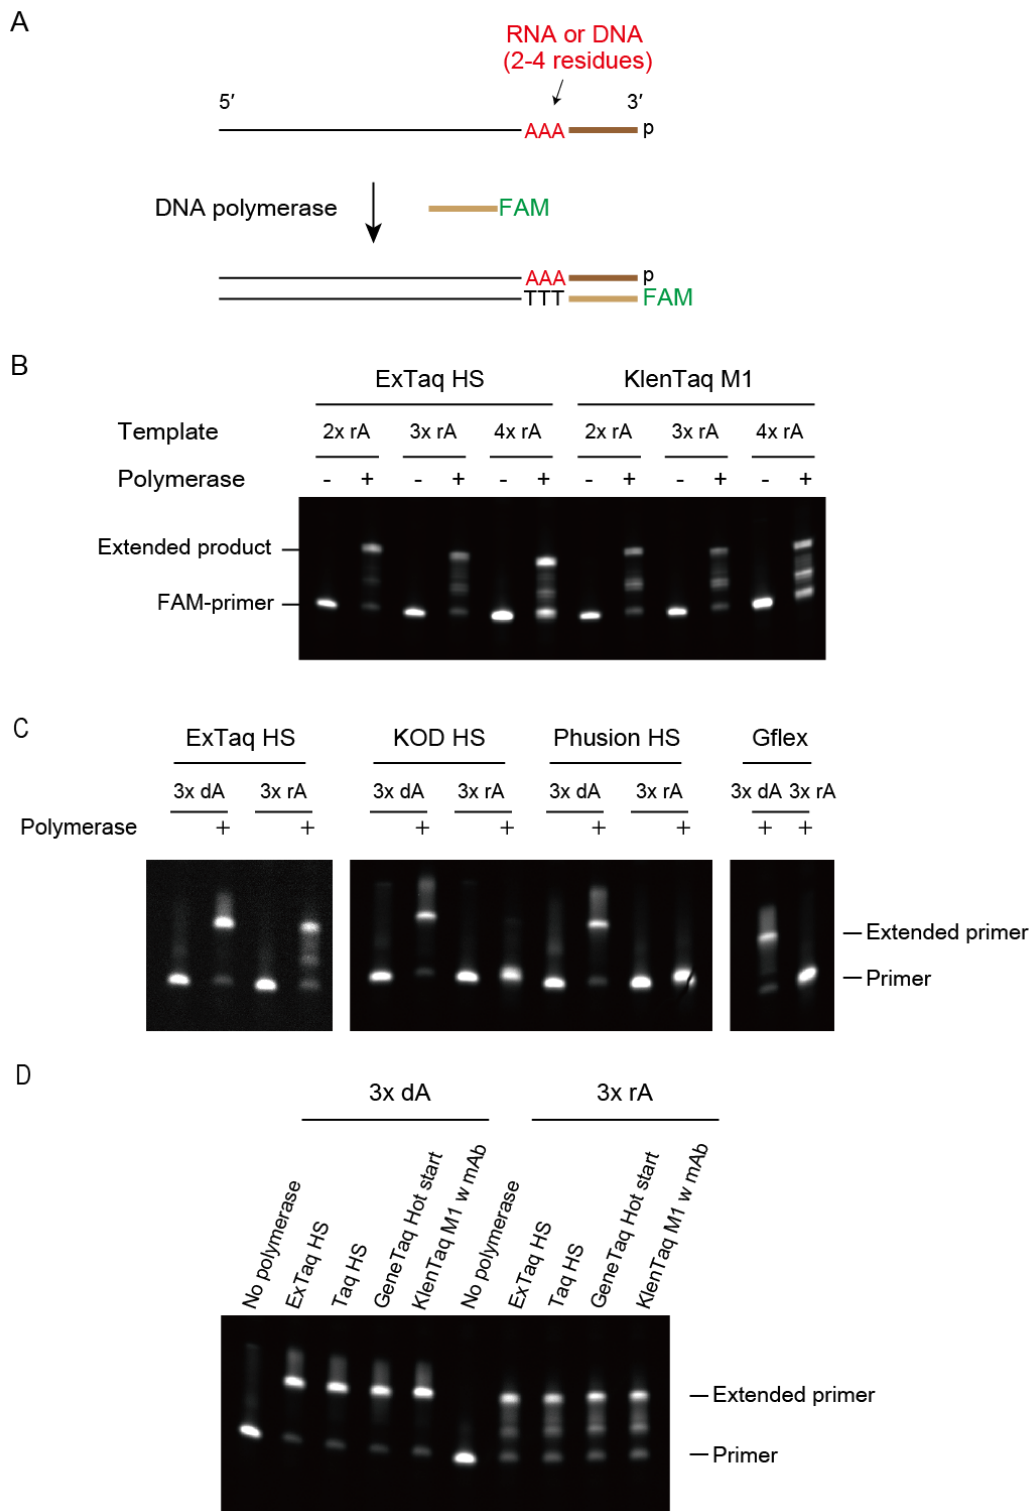 A
RNA or DNA
(2-4 residues)
5′ 3′
AAA p
DNA polymerase FAM
AAA p
TTT FAM
B
ExTaq HS KlenTaq M1
Template 2x rA 3x rA 4x rA 2x rA 3x rA 4x rA
Polymerase - + - + - + - + - + - +
Extended product
FAM-primer
C
ExTaq HS KOD HS Phusion HS Gflex
3x dA 3x rA 3x dA 3x rA 3x dA 3x rA 3x dA 3x rA
Polymerase + + + + + + + +
Extended primer
Primer
D
3x dA 3x rA
No polymerase
ExTaq HS
Taq HS
GeneTaq Hot start
KlenTaq M1 w mAb
No polymerase
ExTaq HS
Taq HS
GeneTaq Hot start
KlenTaq M1 w mAb
Extended primer
Primer